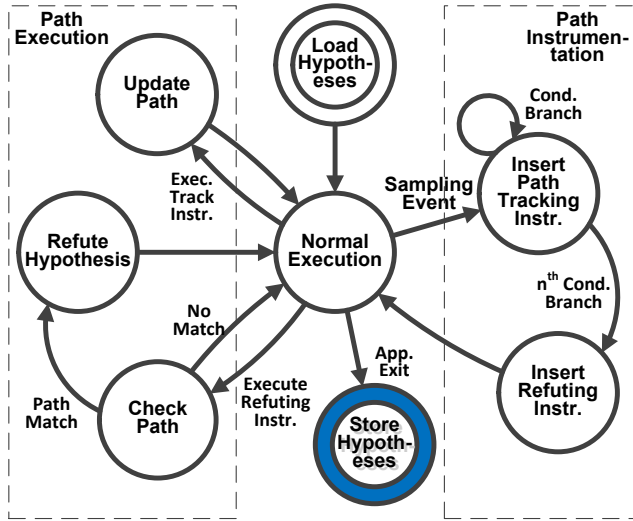 Path
Execution
Path
Instrumen-
tation
Load
Hypoth-
eses
Update
Path
Cond.
Branch
Exec.
Track
Instr.
Sampling
Event
Insert
Path
Tracking
Instr.
Refute
Hypothesis
Normal
Execution
nth Cond.
Branch
No
Match
App.
Exit
Path
Match
Check
Path
Execute
Refuting
Instr.
Store
Hypoth-
eses
Insert
Refuting
Instr.